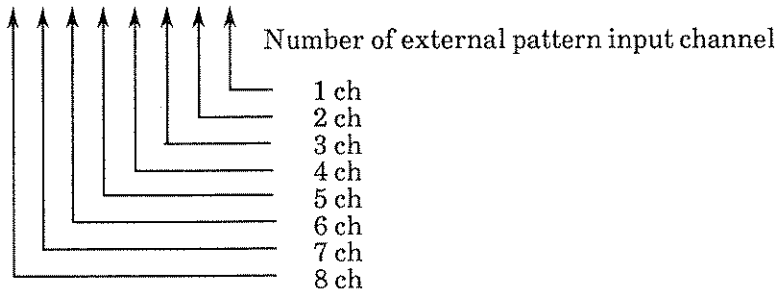 Number of external pattern input channel
1 ch
2 ch
3 ch
4 ch
5 ch
6 ch
7 ch
8 ch